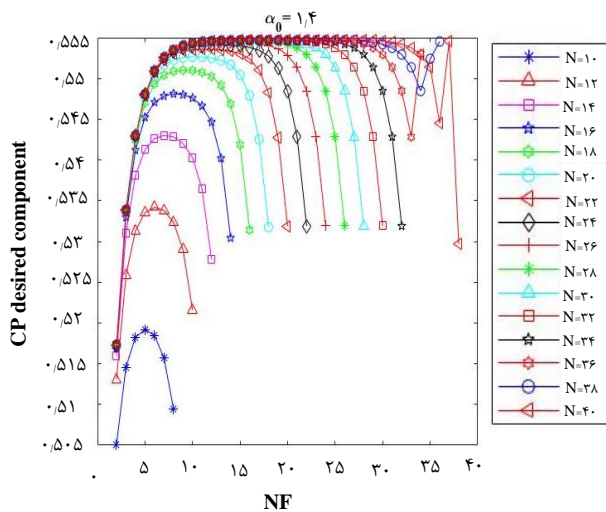 α₀= ۱٫۴
CP desired component
۰٫۵۵۵
۰٫۵۵
۰٫۵۴۵
۰٫۵۴
۰٫۵۳۵
۰٫۵۳
۰٫۵۲۵
۰٫۵۲
۰٫۵۱۵
۰٫۵۱
۰٫۵۰۵
۰ ۵ ۱۰ ۱۵ ۲۰ ۲۵ ۳۰ ۳۵ ۴۰
NF
N=۱۰
N=۱۲
N=۱۴
N=۱۶
N=۱۸
N=۲۰
N=۲۲
N=۲۴
N=۲۶
N=۲۸
N=۳۰
N=۳۲
N=۳۴
N=۳۶
N=۳۸
N=۴۰